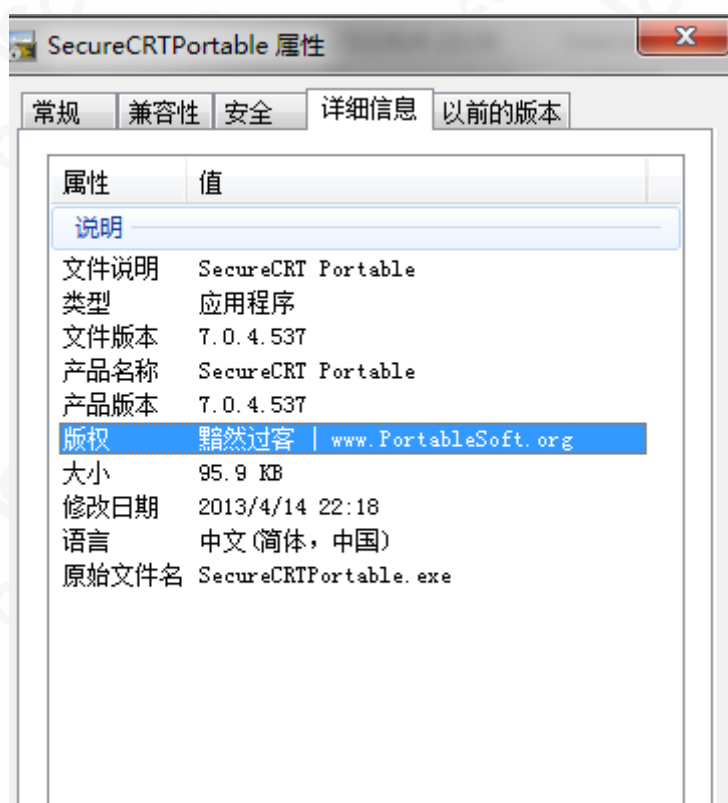 SecureCRTPortable 属性
常规 兼容性 安全 详细信息 以前的版本
属性 值
说明
文件说明 SecureCRT Portable
类型 应用程序
文件版本 7.0.4.537
产品名称 SecureCRT Portable
产品版本 7.0.4.537
版权 黯然过客 | www.PortableSoft.org
大小 95.9 KB
修改日期 2013/4/14 22:18
语言 中文(简体，中国)
原始文件名 SecureCRTPortable.exe